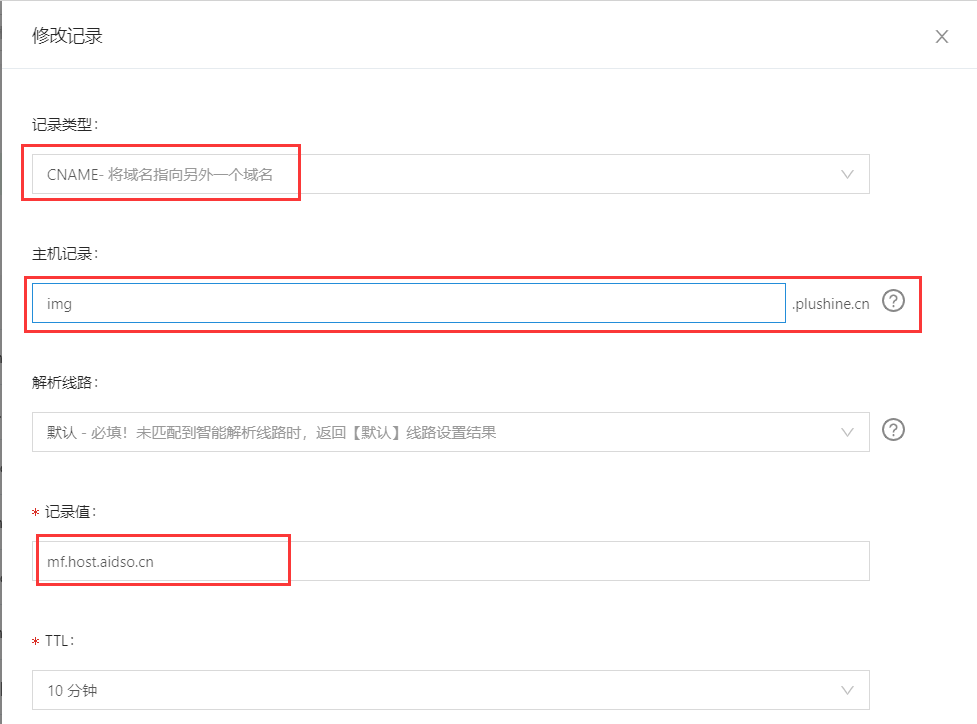 修改记录
记录类型：
CNAME- 将域名指向另外一个域名
主机记录：
img .plushine.cn
解析线路：
默认 - 必填！未匹配到智能解析线路时，返回【默认】线路设置结果
* 记录值：
mf.host.aidso.cn
* TTL：
10 分钟